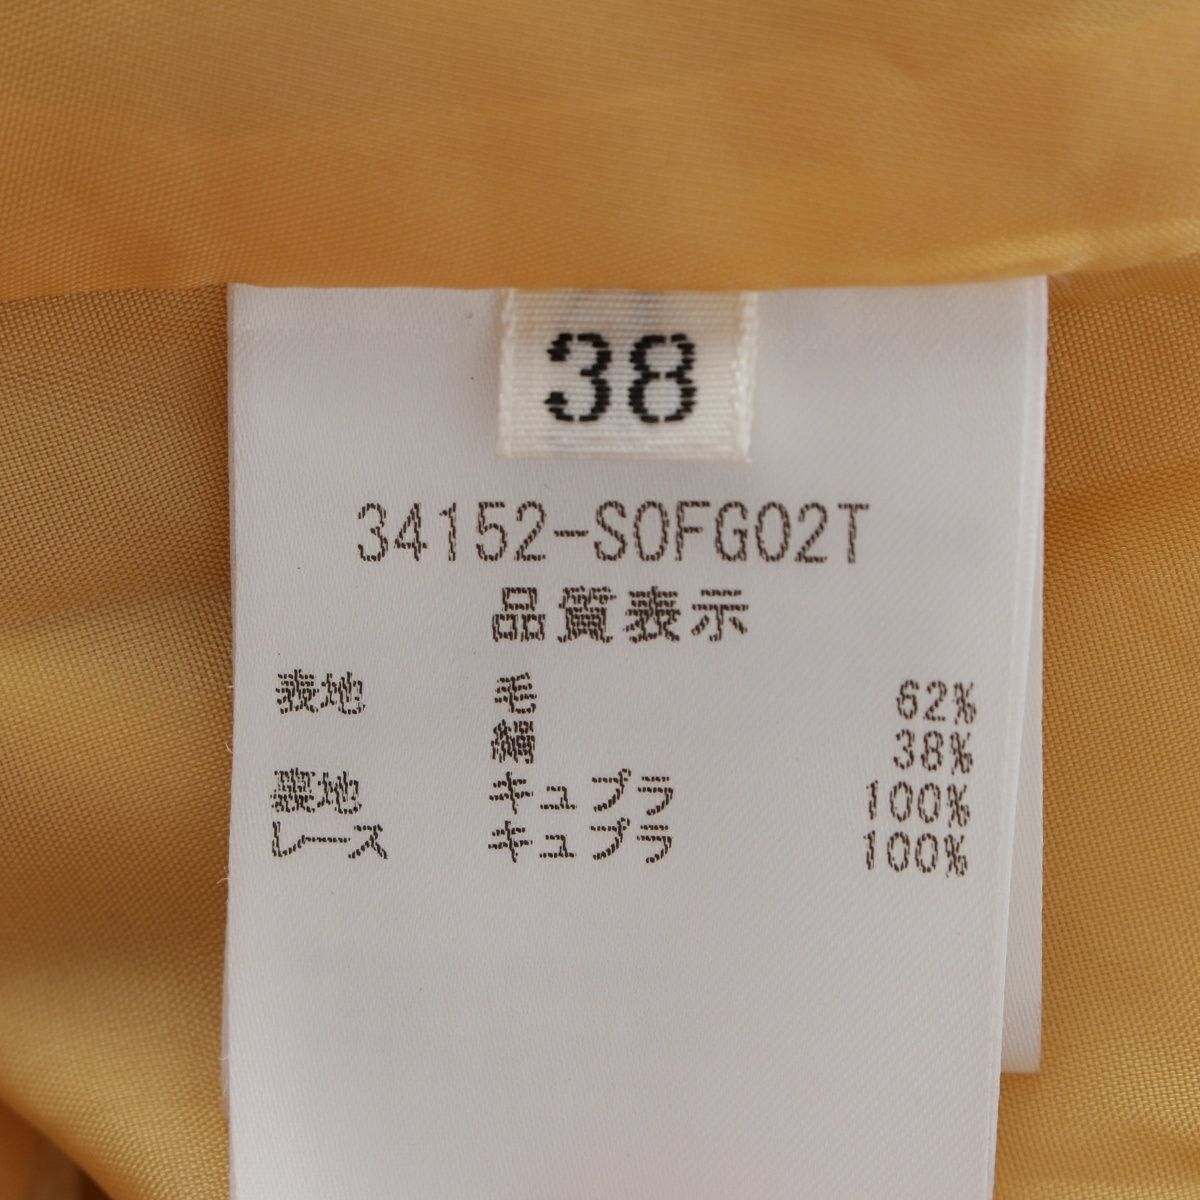 38
34152-S0FG02T
品質表示
表地 毛 62%
絹 38%
裏地 キュプラ 100%
レース キュプラ 100%